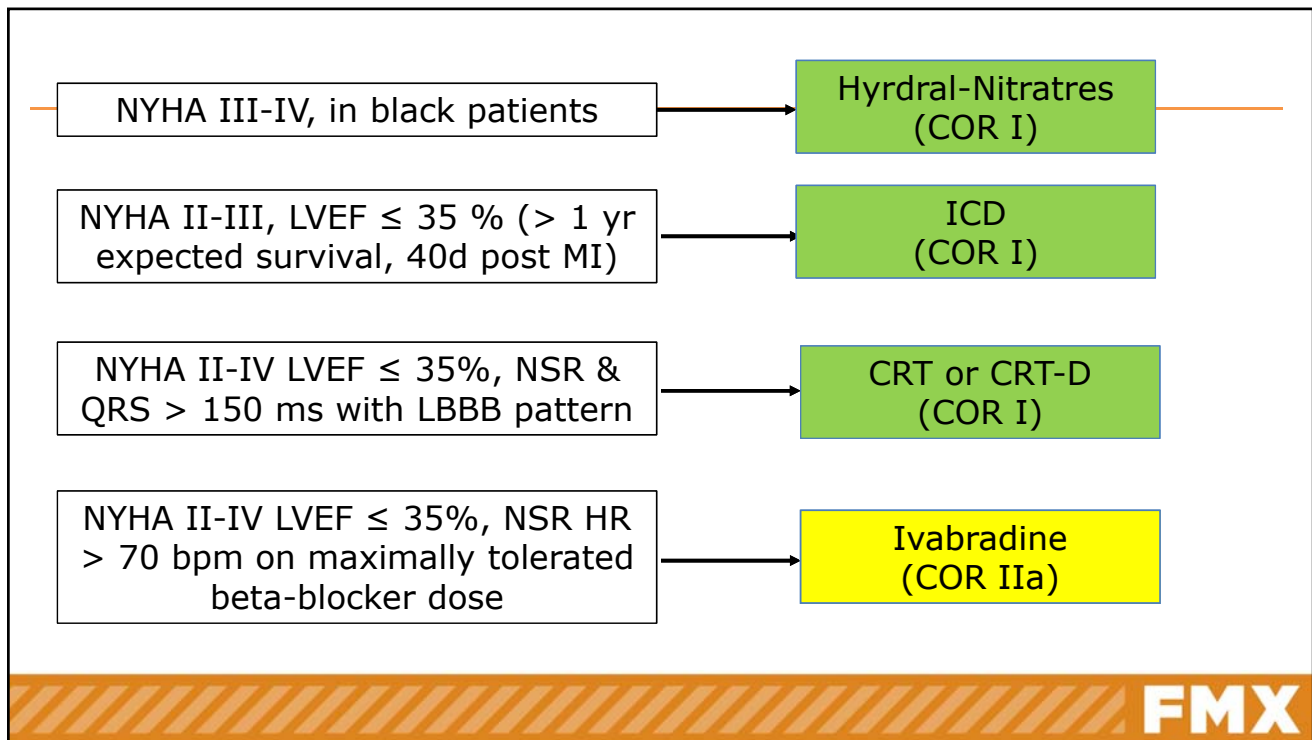 NYHA III-IV, in black patients
Hyrdral-Nitratres
(COR I)
NYHA II-III, LVEF ≤ 35 % (> 1 yr
expected survival, 40d post MI)
ICD
(COR I)
NYHA II-IV LVEF ≤ 35%, NSR &
QRS > 150 ms with LBBB pattern
CRT or CRT-D
(COR I)
NYHA II-IV LVEF ≤ 35%, NSR HR
> 70 bpm on maximally tolerated
beta-blocker dose
Ivabradine
(COR IIa)
FMX